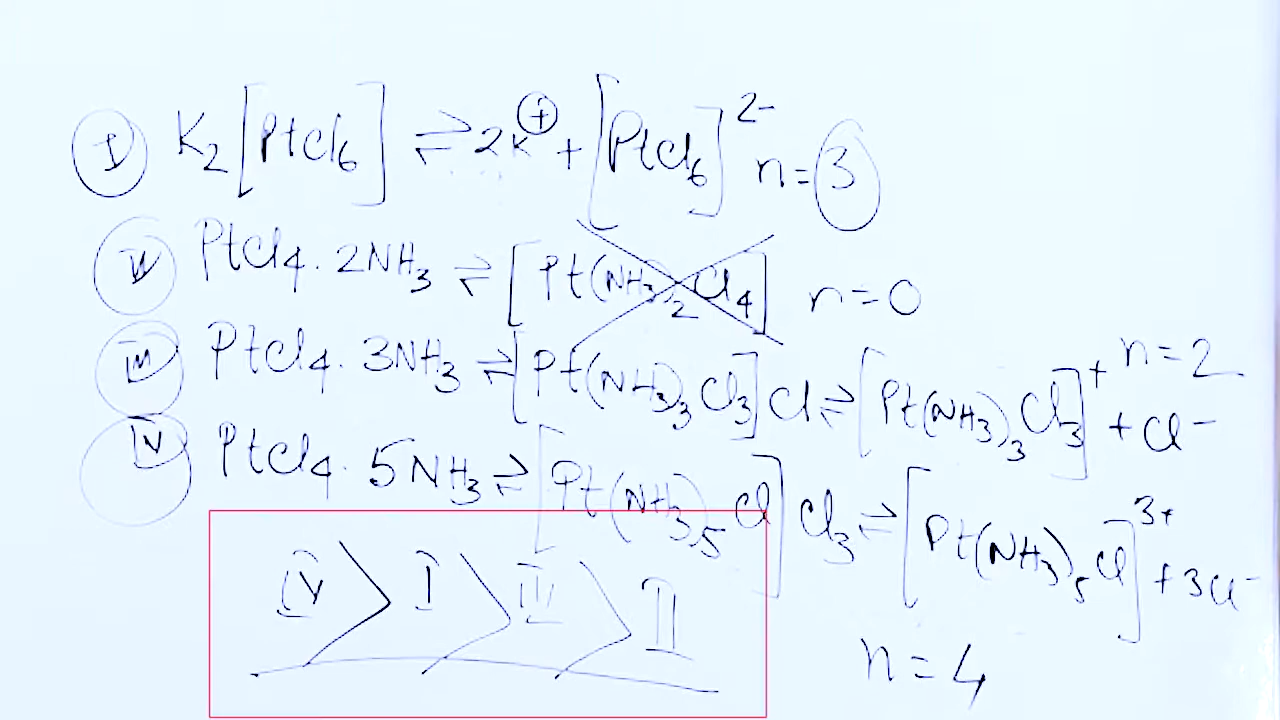 I K₂[PtCl₆] ⇌ 2K⊕ + [PtCl₆]²⁻ n=3
II PtCl₄ . 2NH₃ ⇌ [Pt(NH₃)₂Cl₄] n=0
III PtCl₄ . 3NH₃ ⇌ [Pt(NH₃)₃Cl₃]Cl ⇌ [Pt(NH₃)₃Cl₃]⁺ + Cl⁻ n=2
IV PtCl₄ . 5NH₃ ⇌ [Pt(NH₃)₅Cl]Cl₃ ⇌ [Pt(NH₃)₅Cl]³⁺ + 3Cl⁻
IV > I > III > II
n=4